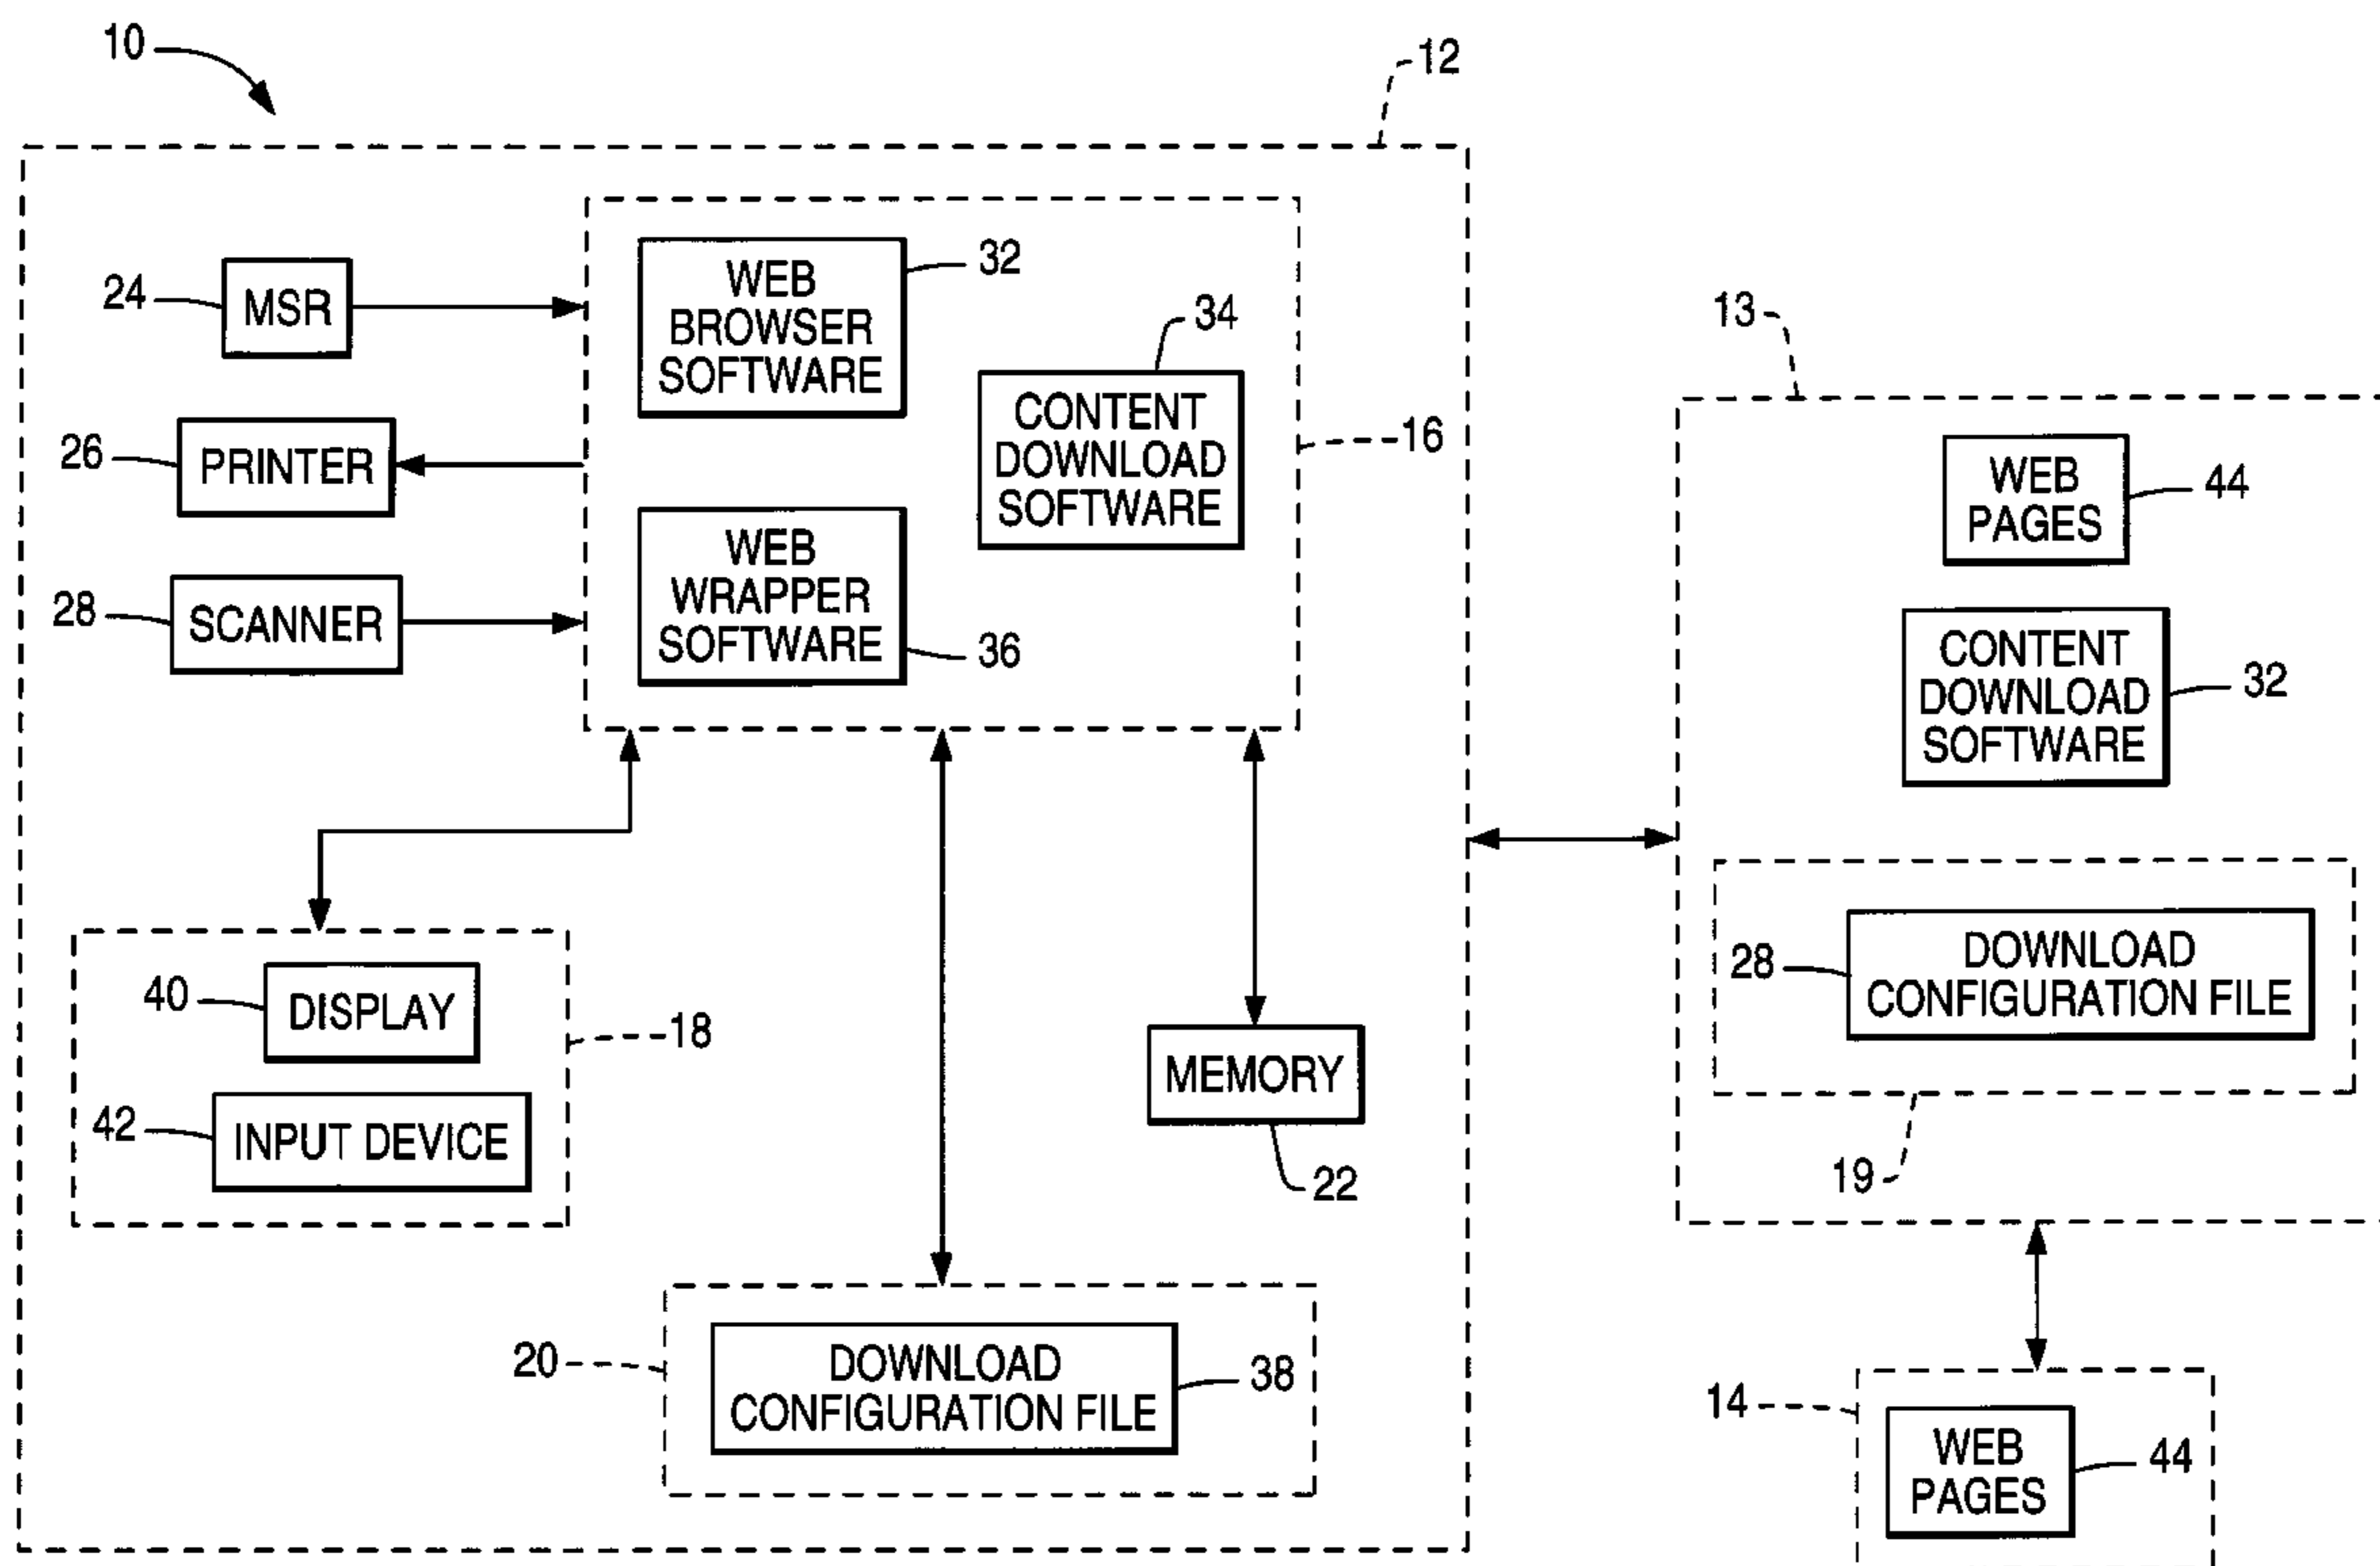 10
12
24
MSR
WEB
BROWSER
SOFTWARE
32
34
CONTENT
DOWNLOAD
SOFTWARE
16
26
PRINTER
28
SCANNER
WEB
WRAPPER
SOFTWARE
36
40
DISPLAY
18
42
INPUT DEVICE
MEMORY
22
20
DOWNLOAD
CONFIGURATION FILE
38
13
WEB
PAGES
44
CONTENT
DOWNLOAD
SOFTWARE
32
28
DOWNLOAD
CONFIGURATION FILE
19
14
WEB
PAGES
44